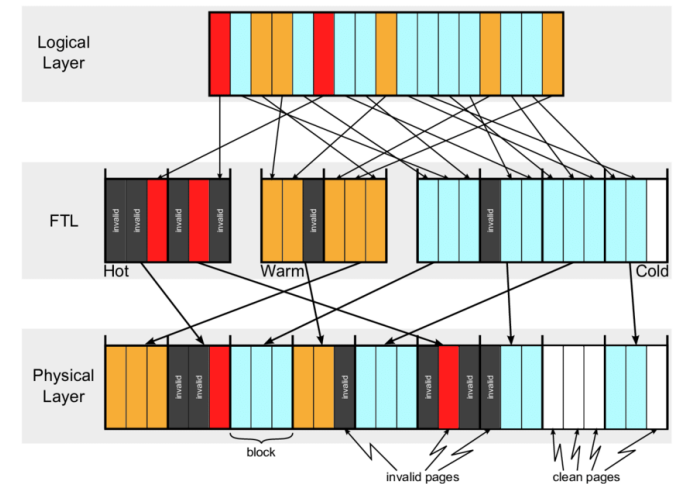 Logical
Layer
FTL
invalid
invalid
invalid
invalid
invalid
invalid
Hot
Warm
Cold
Physical
Layer
invalid
invalid
invalid
invalid
invalid
invalid
block
invalid pages
clean pages